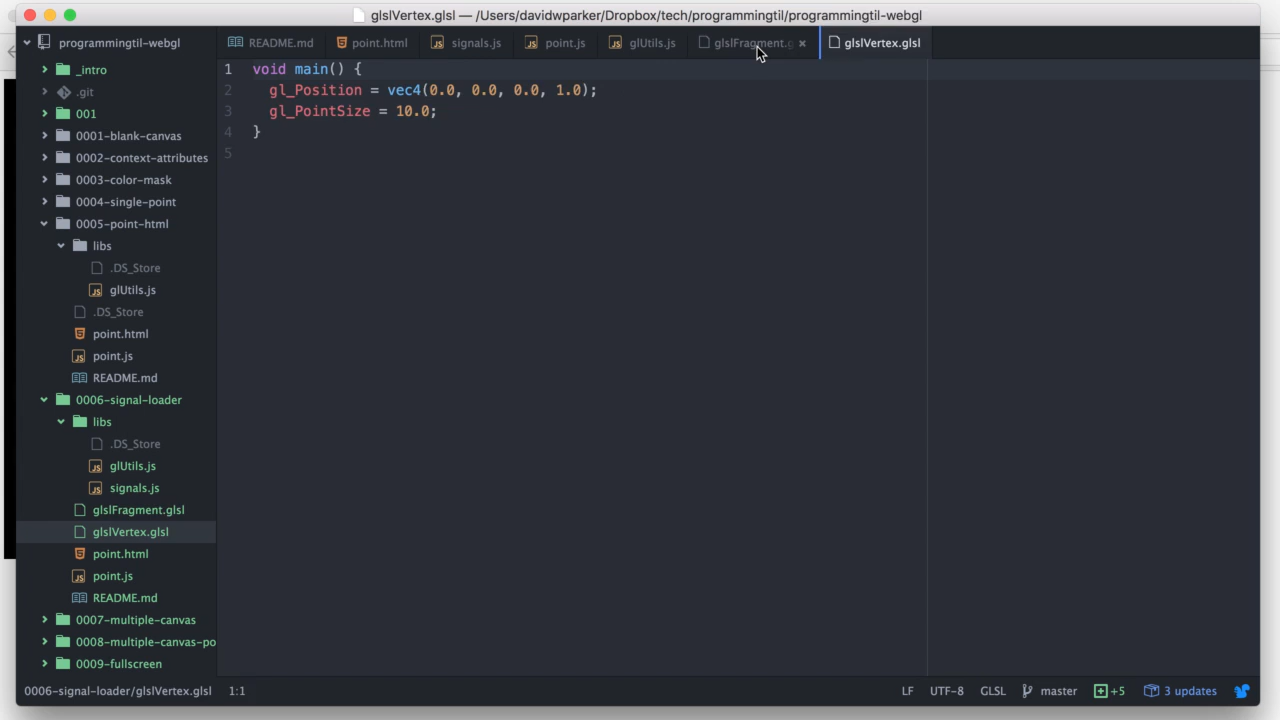 glslVertex.glsl — /Users/davidwparker/Dropbox/tech/programmingtil/programmingtil-webgl
programmingtil-webgl
README.md
point.html
signals.js
point.js
glUtils.js
glslFragment.g
glslVertex.glsl
_intro
.git
001
0001-blank-canvas
0002-context-attributes
0003-color-mask
0004-single-point
0005-point-html
libs
.DS_Store
glUtils.js
.DS_Store
point.html
point.js
README.md
0006-signal-loader
libs
.DS_Store
glUtils.js
signals.js
glslFragment.glsl
glslVertex.glsl
point.html
point.js
README.md
0007-multiple-canvas
0008-multiple-canvas-po
0009-fullscreen
1 void main() {
2 gl_Position = vec4(0.0, 0.0, 0.0, 1.0);
3 gl_PointSize = 10.0;
4 }
5
0006-signal-loader/glslVertex.glsl 1:1
LF UTF-8 GLSL master +5 3 updates